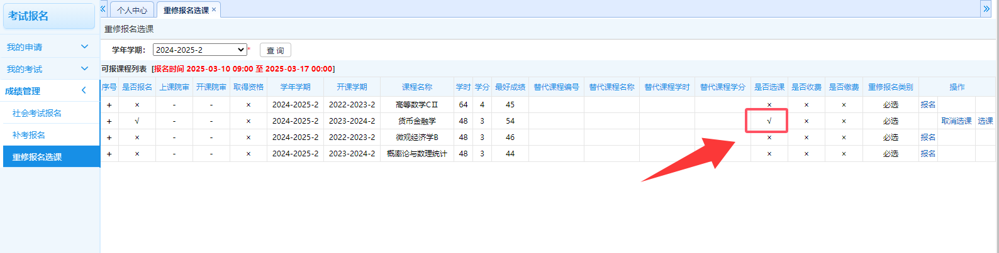 考试报名
我的申请
我的考试
成绩管理
社会考试报名
补考报名
重修报名选课
个人中心 重修报名选课 ×
重修报名选课
学年学期： 2024-2025-2 * 查 询
可报课程列表 [报名时间 2025-03-10 09:00 至 2025-03-17 00:00]
序号 是否报名 上课院审 开课院审 取得资格 学年学期 开课学期 课程名称 学时 学分 最好成绩 替代课程编号 替代课程名称 替代课程学时 替代课程学分 是否选课 是否收费 是否缴费 重修报名类别 操作
+ × - - × 2024-2025-2 2022-2023-2 高等数学CⅡ 64 4 45 × × × 必选 报名
+ √ - - × 2024-2025-2 2023-2024-2 货币金融学 48 3 54 √ × × 必选 取消选课 选课
+ × - - × 2024-2025-2 2022-2023-2 微观经济学B 48 3 46 × × × 必选 报名
+ × - - × 2024-2025-2 2023-2024-2 概率论与数理统计 48 3 44 × × × 必选 报名